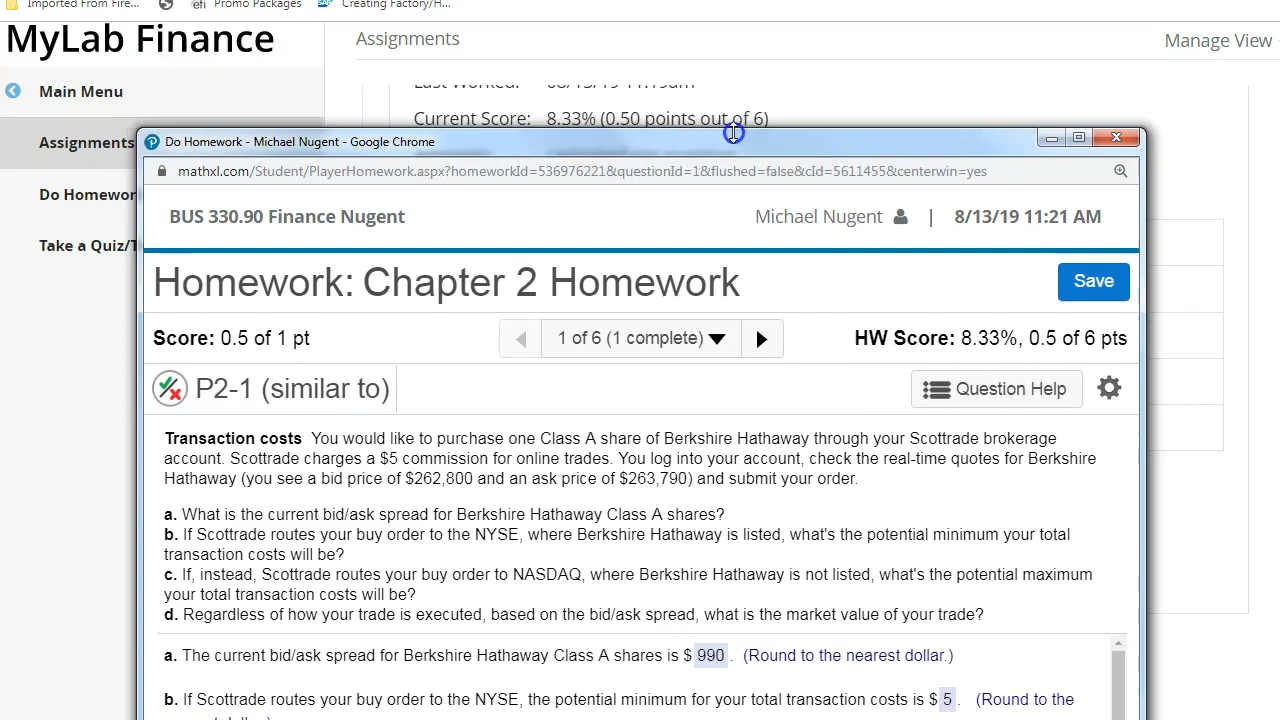 Imported From Fire...
eti
Promo Packages
SAP
Creating Factory/H...
MyLab Finance
Assignments
Manage View
Main Menu
Assignments
Do Homewor
Take a Quiz/T
Current Score: 8.33% (0.50 points out of 6)
Do Homework - Michael Nugent - Google Chrome
mathxl.com/Student/PlayerHomework.aspx?homeworkId=536976221&questionId=1&flushed=false&cId=5611455&centerwin=yes
BUS 330.90 Finance Nugent
Michael Nugent | 8/13/19 11:21 AM
Homework: Chapter 2 Homework
Save
Score: 0.5 of 1 pt
1 of 6 (1 complete)
HW Score: 8.33%, 0.5 of 6 pts
P2-1 (similar to)
Question Help
Transaction costs You would like to purchase one Class A share of Berkshire Hathaway through your Scottrade brokerage
account. Scottrade charges a $5 commission for online trades. You log into your account, check the real-time quotes for Berkshire
Hathaway (you see a bid price of $262,800 and an ask price of $263,790) and submit your order.
a. What is the current bid/ask spread for Berkshire Hathaway Class A shares?
b. If Scottrade routes your buy order to the NYSE, where Berkshire Hathaway is listed, what's the potential minimum your total
transaction costs will be?
c. If, instead, Scottrade routes your buy order to NASDAQ, where Berkshire Hathaway is not listed, what's the potential maximum
your total transaction costs will be?
d. Regardless of how your trade is executed, based on the bid/ask spread, what is the market value of your trade?
a. The current bid/ask spread for Berkshire Hathaway Class A shares is $ 990 . (Round to the nearest dollar.)
b. If Scottrade routes your buy order to the NYSE, the potential minimum for your total transaction costs is $ 5 . (Round to the